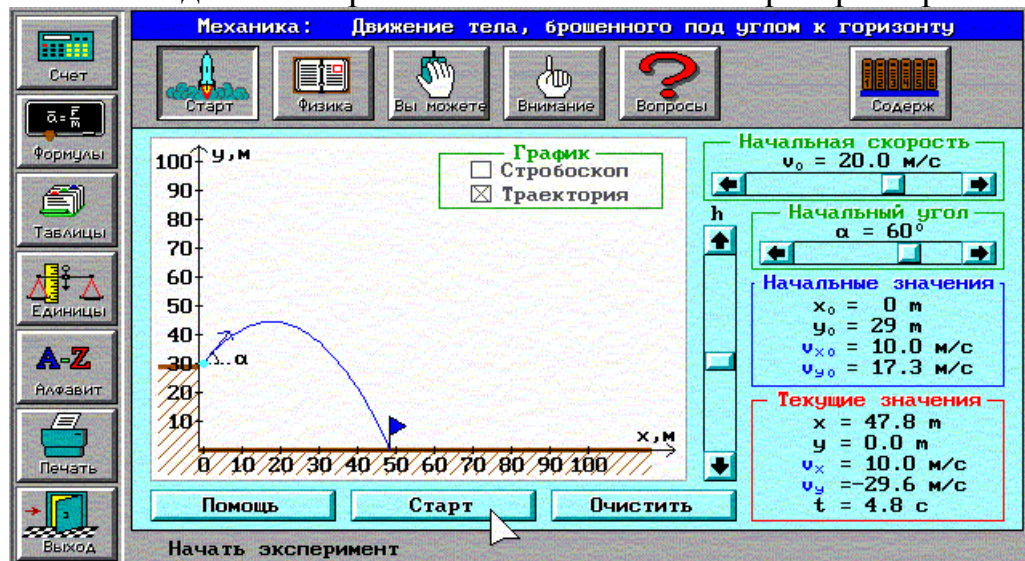 Механика: Движение тела, брошенного под углом к горизонту
Счет
Формулы
Таблицы
Единицы
A-Z
Алфавит
Печать
Выход
ā = F̄/m
Старт
Физика
Вы можете
Внимание
Вопросы
Содерж
y,м
100
90
80
70
60
50
40
30
20
10
α
График
Стробоскоп
Траектория
x,м
0 10 20 30 40 50 60 70 80 90 100
h
Начальная скорость
v₀ = 20.0 м/с
Начальный угол
α = 60°
Начальные значения
x₀ = 0 m
y₀ = 29 m
vx₀ = 10.0 м/с
vy₀ = 17.3 м/с
Текущие значения
x = 47.8 m
y = 0.0 m
vx = 10.0 м/с
vy =-29.6 м/с
t = 4.8 с
Помощь
Старт
Очистить
Начать эксперимент